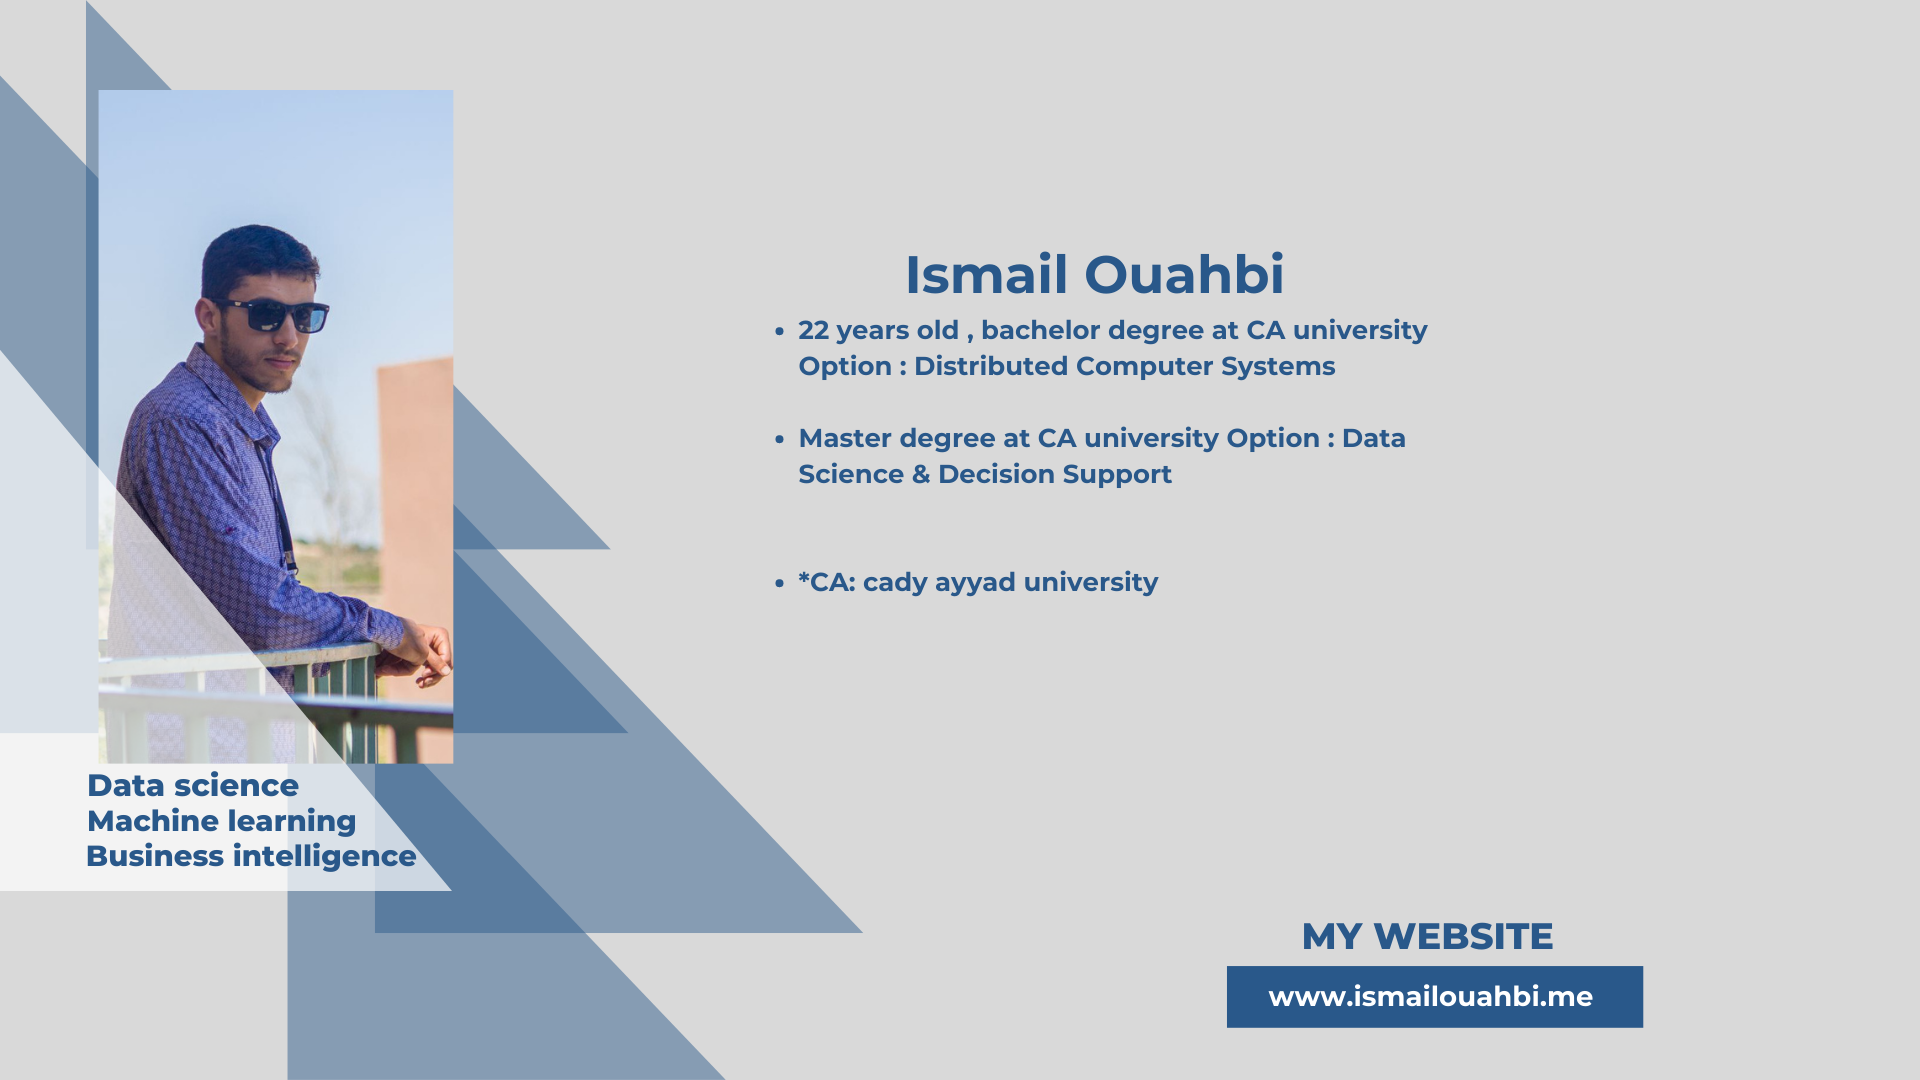 Ismail Ouahbi
• 22 years old , bachelor degree at CA university
Option : Distributed Computer Systems
• Master degree at CA university Option : Data
Science & Decision Support
• *CA: cady ayyad university
Data science
Machine learning
Business intelligence
MY WEBSITE
www.ismailouahbi.me